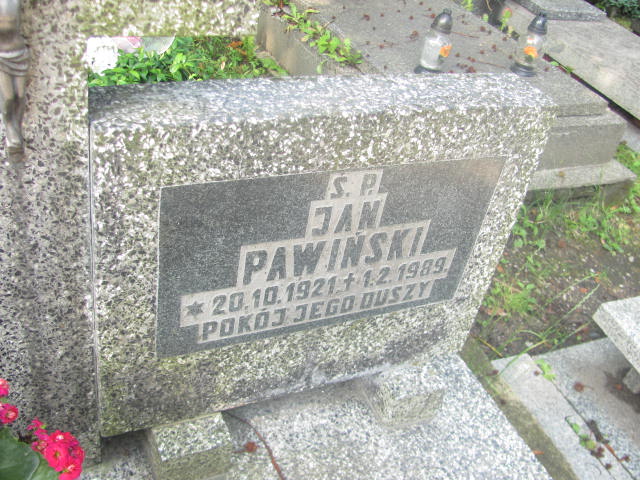 Ś. P.
JAN
PAWIŃSKI
* 20.10.1921 + 1.2.1989.
POKÓJ JEGO DUSZY